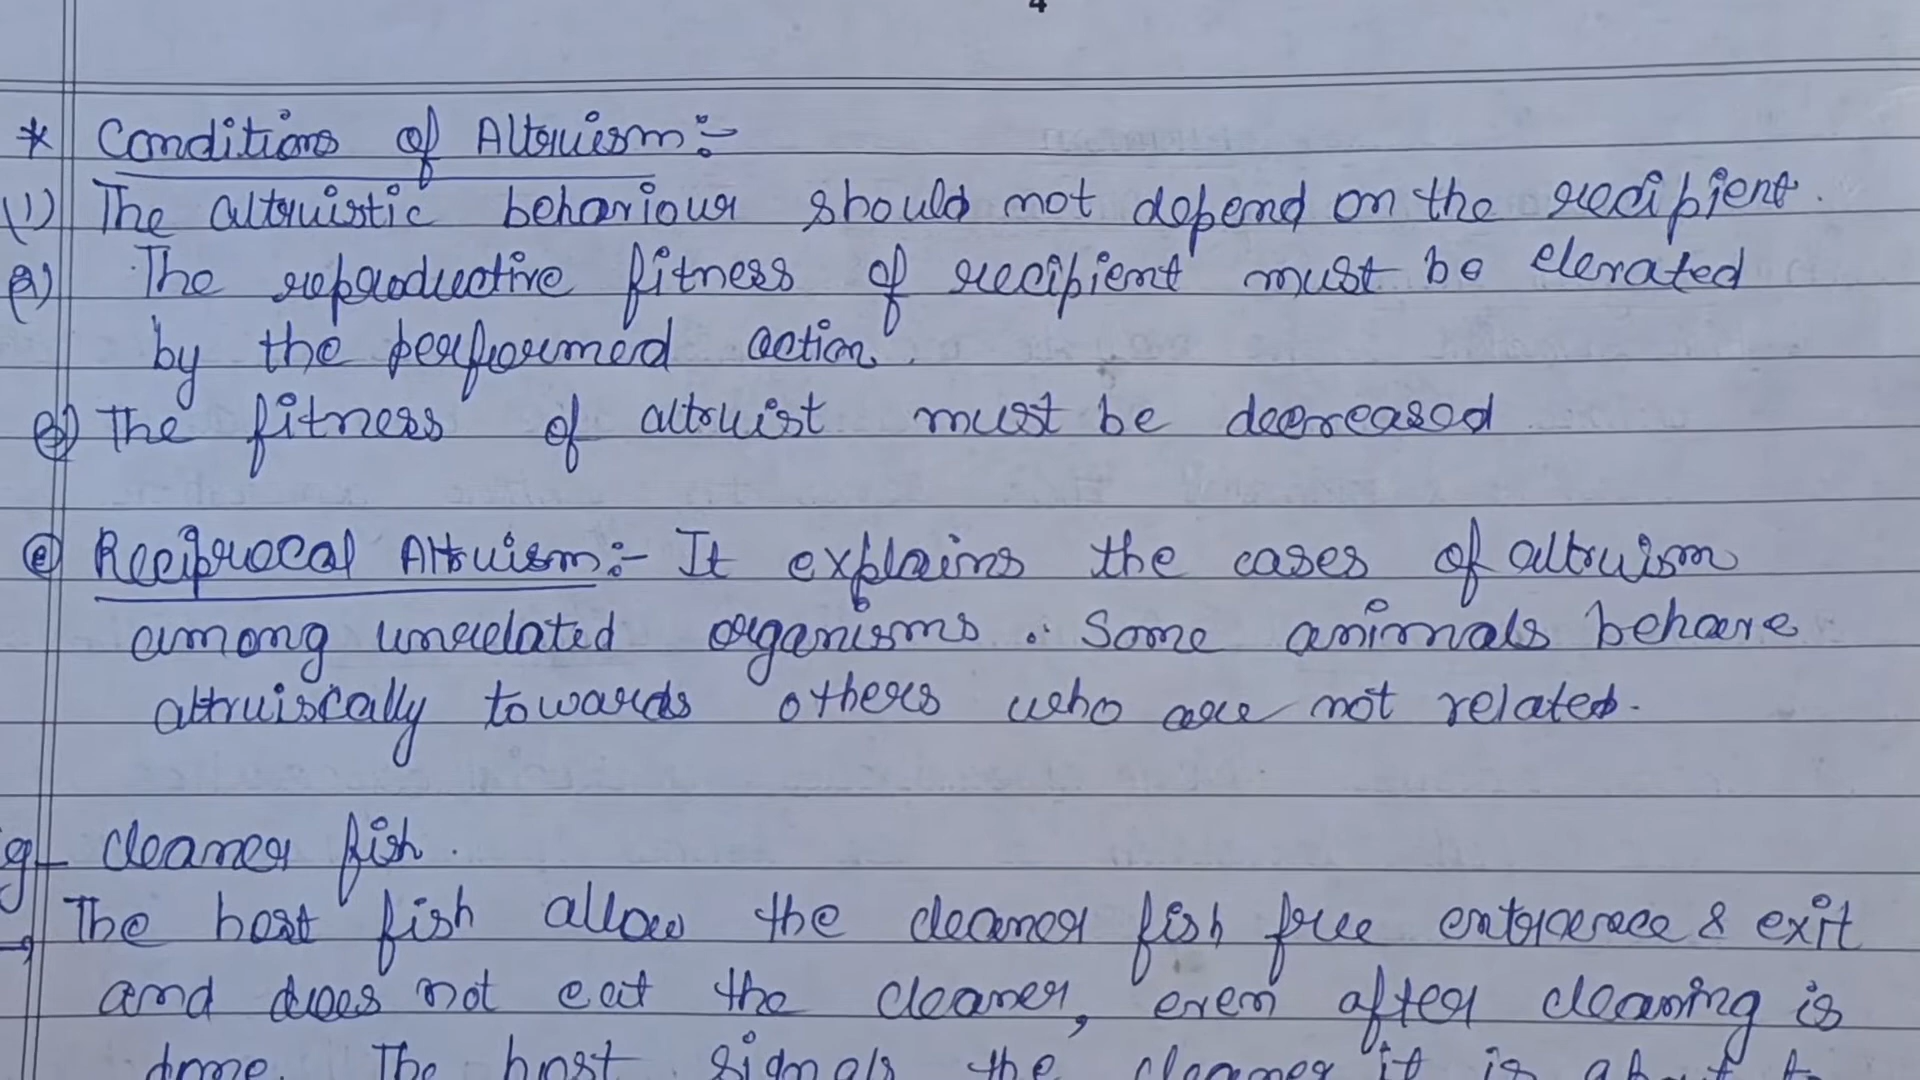 4
* Conditions of Altruism:-
(1) The altruistic behaviour should not depend on the recipient.
(2) The reproductive fitness of recipient must be elevated
by the performed action.
(3) The fitness of altruist must be decreased
(e) Reciprocal Altruism:- It explains the cases of altruism
among unrelated organisms. Some animals behave
altruiscally towards others who are not related.
eg- cleaner fish.
→ The host fish allow the cleaner fish free entrance & exit
and does not eat the cleaner, even after cleaning is
done. The host signals the cleaner it is about to